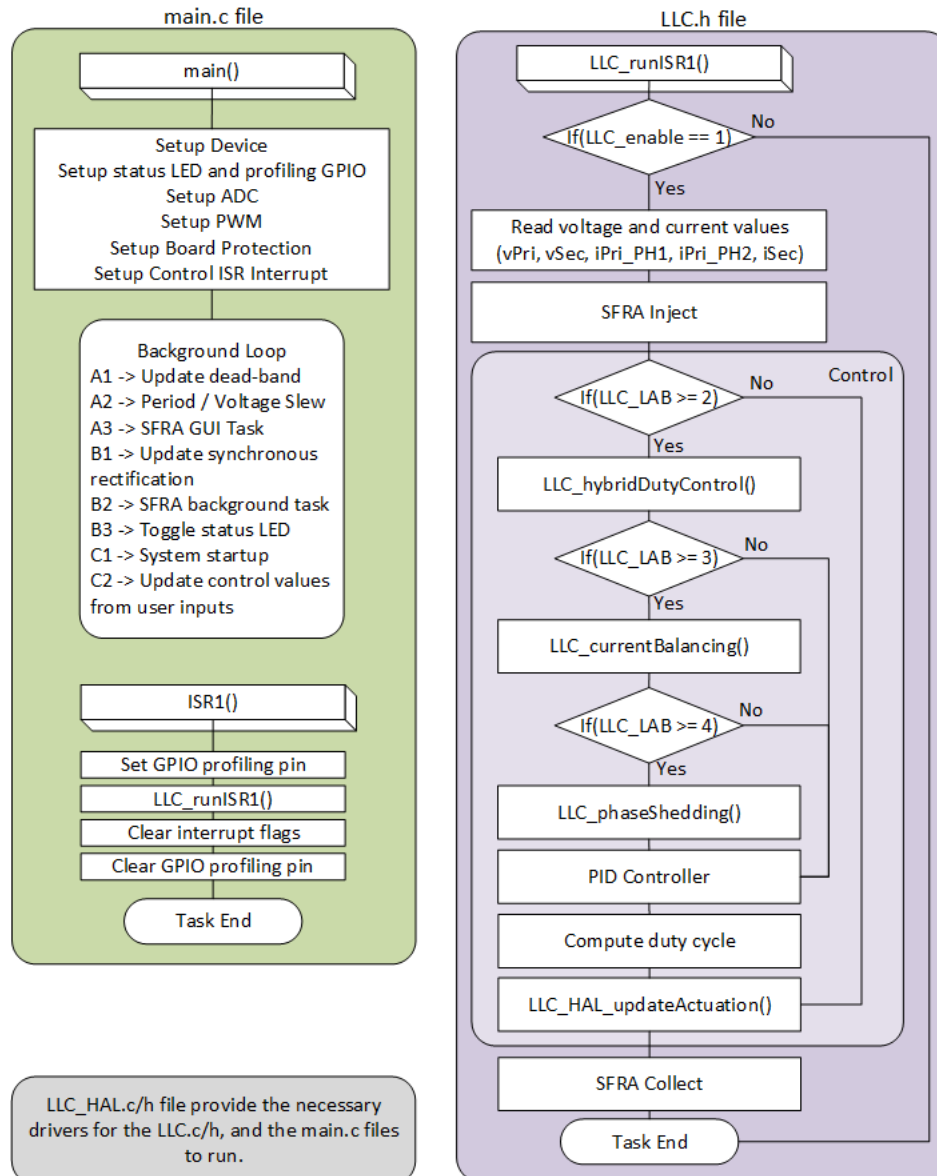 main.c file
main()
Setup Device
Setup status LED and profiling GPIO
Setup ADC
Setup PWM
Setup Board Protection
Setup Control ISR Interrupt
Background Loop
A1 -> Update dead-band
A2 -> Period / Voltage Slew
A3 -> SFRA GUI Task
B1 -> Update synchronous
rectification
B2 -> SFRA background task
B3 -> Toggle status LED
C1 -> System startup
C2 -> Update control values
from user inputs
ISR1()
Set GPIO profiling pin
LLC_runISR1()
Clear interrupt flags
Clear GPIO profiling pin
Task End
LLC_HAL.c/h file provide the necessary
drivers for the LLC.c/h, and the main.c files
to run.
LLC.h file
LLC_runISR1()
If(LLC_enable == 1)
No
Yes
Read voltage and current values
(vPri, vSec, iPri_PH1, iPri_PH2, iSec)
SFRA Inject
Control
If(LLC_LAB >= 2)
No
Yes
LLC_hybridDutyControl()
If(LLC_LAB >= 3)
No
Yes
LLC_currentBalancing()
If(LLC_LAB >= 4)
No
Yes
LLC_phaseShedding()
PID Controller
Compute duty cycle
LLC_HAL_updateActuation()
SFRA Collect
Task End